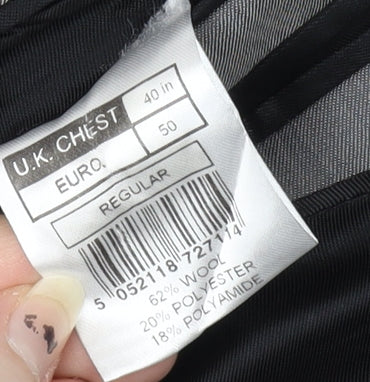 U.K. CHEST 40 in
EURO. 50
REGULAR
5 052118 727114
62% WOOL
20% POLYESTER
18% POLYAMIDE